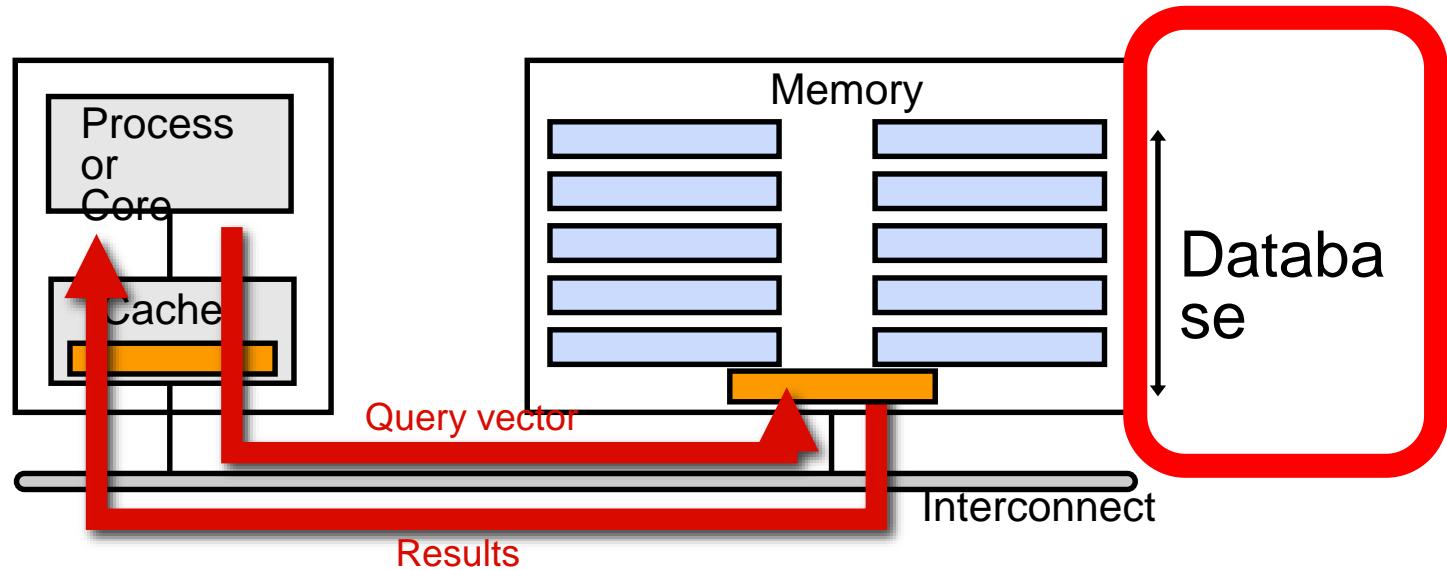 Process
or
Core
Cache
Memory
Databa
se
Query vector
Interconnect
Results